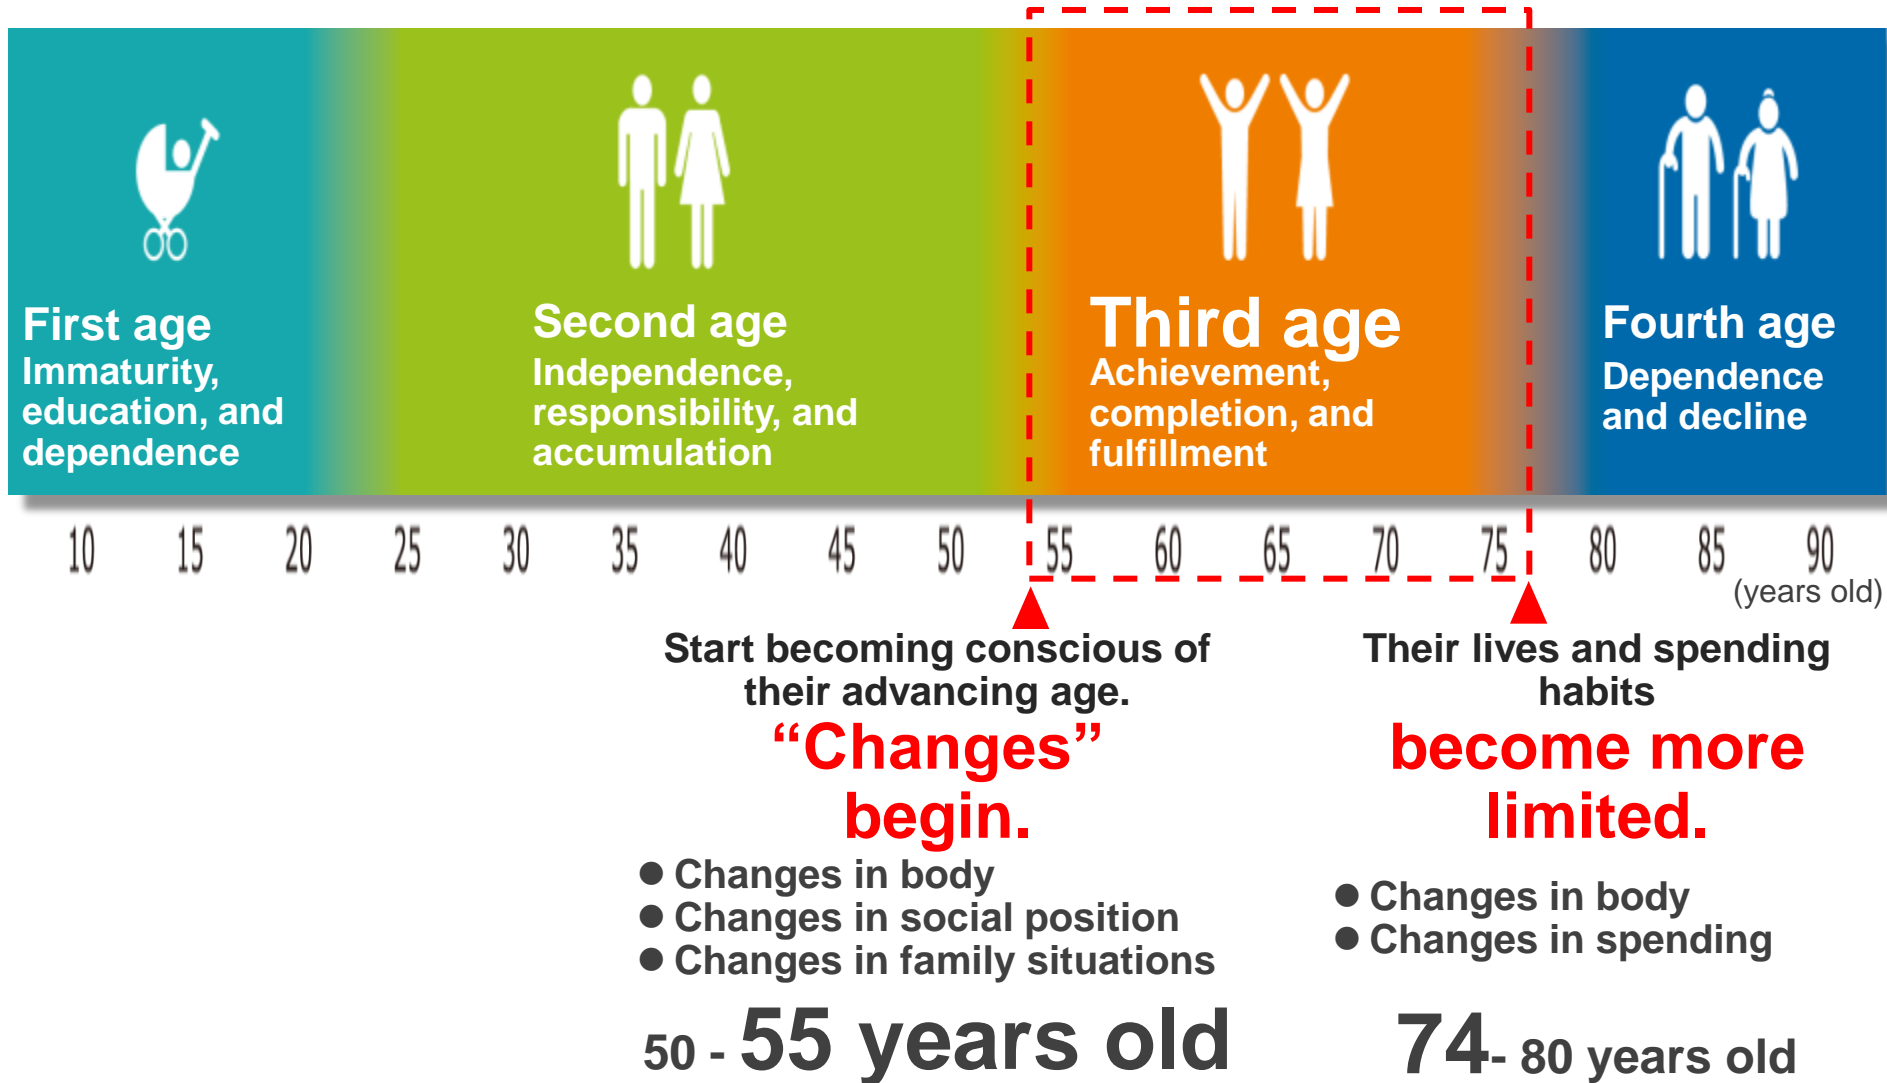 First age
Immaturity,
education, and
dependence
Second age
Independence,
responsibility, and
accumulation
Third age
Achievement,
completion, and
fulfillment
Fourth age
Dependence
and decline
10 15 20 25 30 35 40 45 50 55 60 65 70 75 80 85 90
(years old)
Start becoming conscious of
their advancing age.
“Changes”
begin.
● Changes in body
● Changes in social position
● Changes in family situations
50 - 55 years old
Their lives and spending
habits
become more
limited.
● Changes in body
● Changes in spending
74- 80 years old